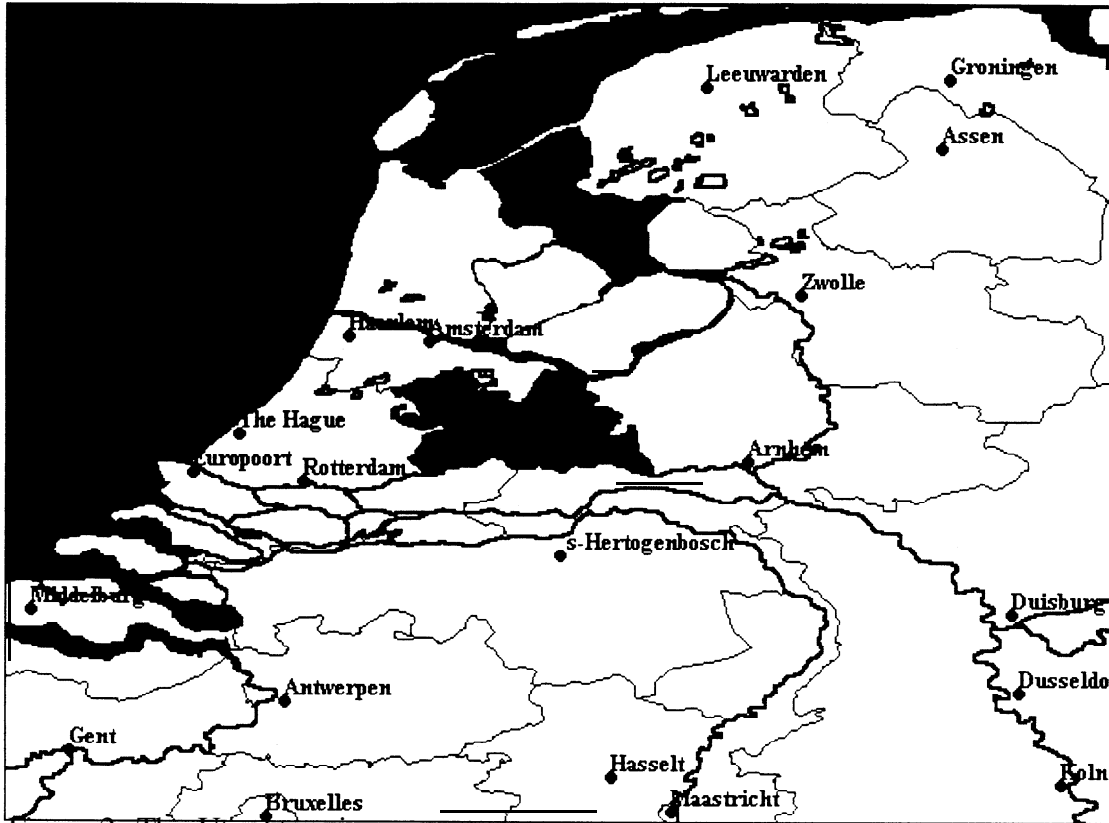 Groningen
Leeuwarden
Assen
Zwolle
Haarlem
Amsterdam
The Hague
Arnhem
Europoort
Rotterdam
s-Hertogenbosch
Middelburg
Duisburg
Antwerpen
Dusseldo
Gent
Hasselt
Koln
Maastricht
Bruxelles